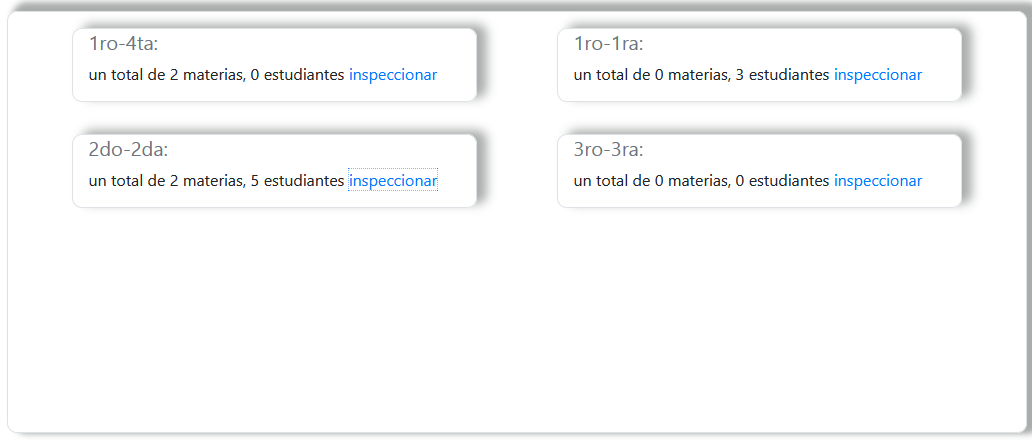 1ro-4ta:
un total de 2 materias, 0 estudiantes inspeccionar
1ro-1ra:
un total de 0 materias, 3 estudiantes inspeccionar
2do-2da:
un total de 2 materias, 5 estudiantes inspeccionar
3ro-3ra:
un total de 0 materias, 0 estudiantes inspeccionar